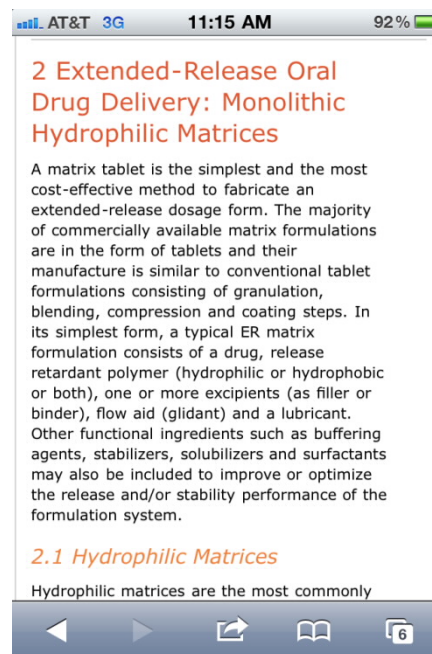 AT&T 3G 11:15 AM 92%
2 Extended-Release Oral
Drug Delivery: Monolithic
Hydrophilic Matrices
A matrix tablet is the simplest and the most
cost-effective method to fabricate an
extended-release dosage form. The majority
of commercially available matrix formulations
are in the form of tablets and their
manufacture is similar to conventional tablet
formulations consisting of granulation,
blending, compression and coating steps. In
its simplest form, a typical ER matrix
formulation consists of a drug, release
retardant polymer (hydrophilic or hydrophobic
or both), one or more excipients (as filler or
binder), flow aid (glidant) and a lubricant.
Other functional ingredients such as buffering
agents, stabilizers, solubilizers and surfactants
may also be included to improve or optimize
the release and/or stability performance of the
formulation system.
2.1 Hydrophilic Matrices
Hydrophilic matrices are the most commonly
6